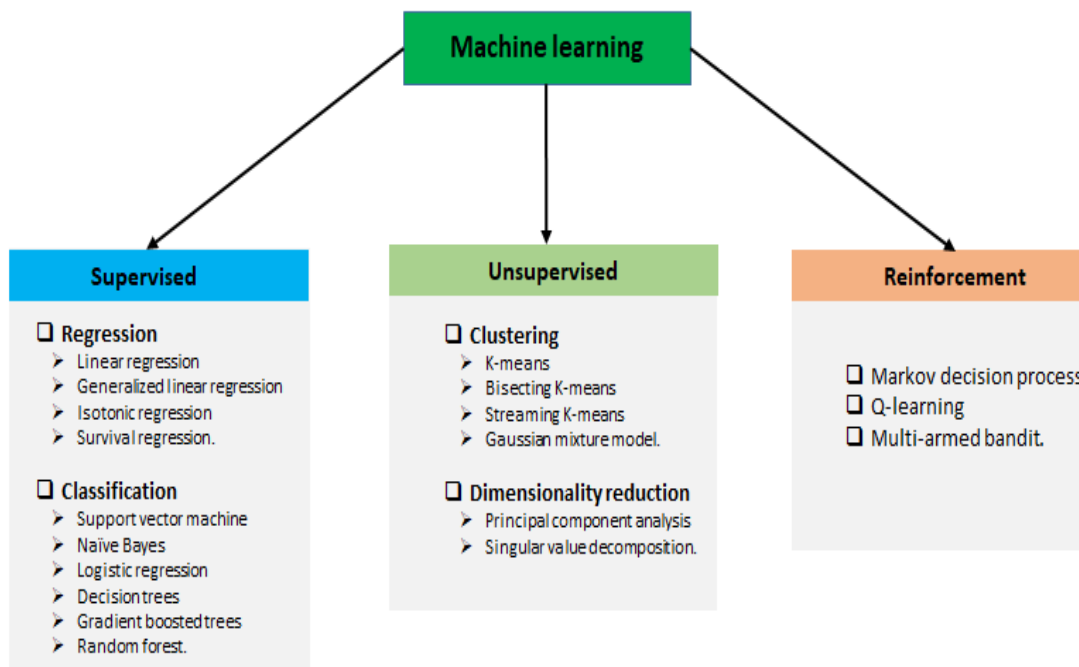 Machine learning
Supervised
❑ Regression
➤ Linear regression
➤ Generalized linear regression
➤ Isotonic regression
➤ Survival regression.
❑ Classification
➤ Support vector machine
➤ Naïve Bayes
➤ Logistic regression
➤ Decision trees
➤ Gradient boosted trees
➤ Random forest.
Unsupervised
❑ Clustering
➤ K-means
➤ Bisecting K-means
➤ Streaming K-means
➤ Gaussian mixture model.
❑ Dimensionality reduction
➤ Principal component analysis
➤ Singular value decomposition.
Reinforcement
❑ Markov decision process
❑ Q-learning
❑ Multi-armed bandit.